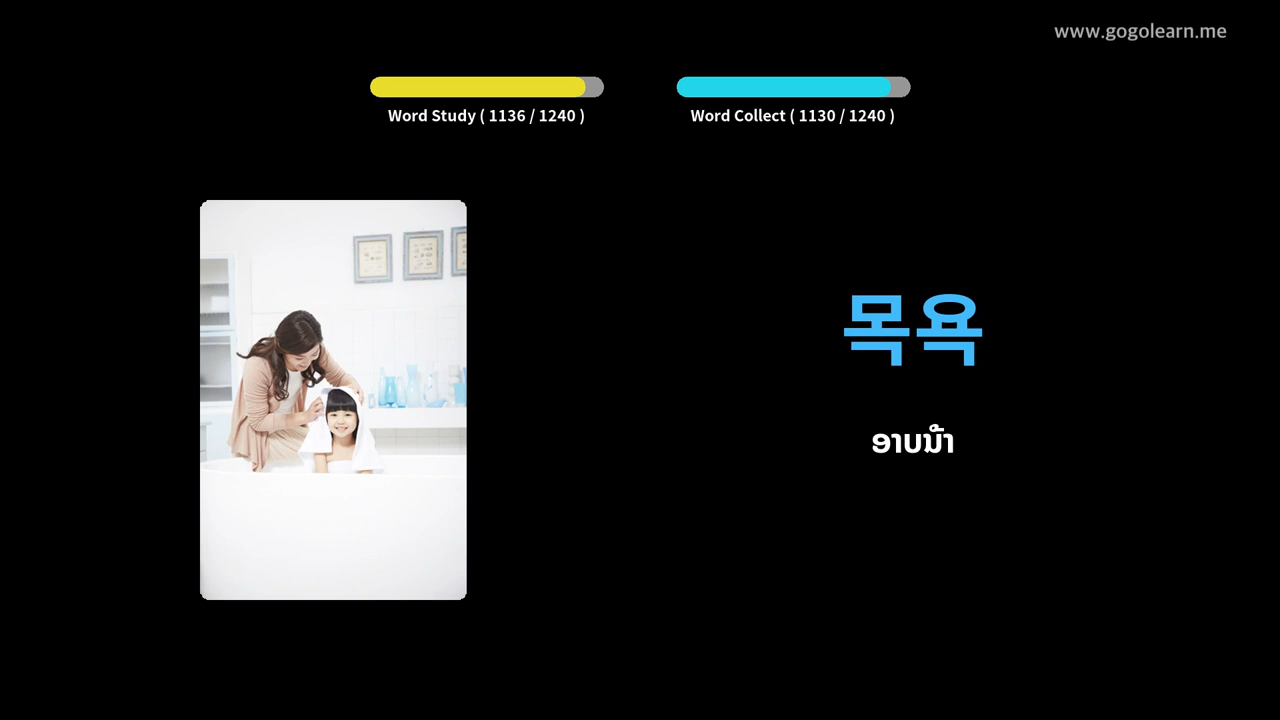 www.gogolearn.me
Word Study ( 1136 / 1240 )
Word Collect ( 1130 / 1240 )
목욕
ອາບນ້ຳ